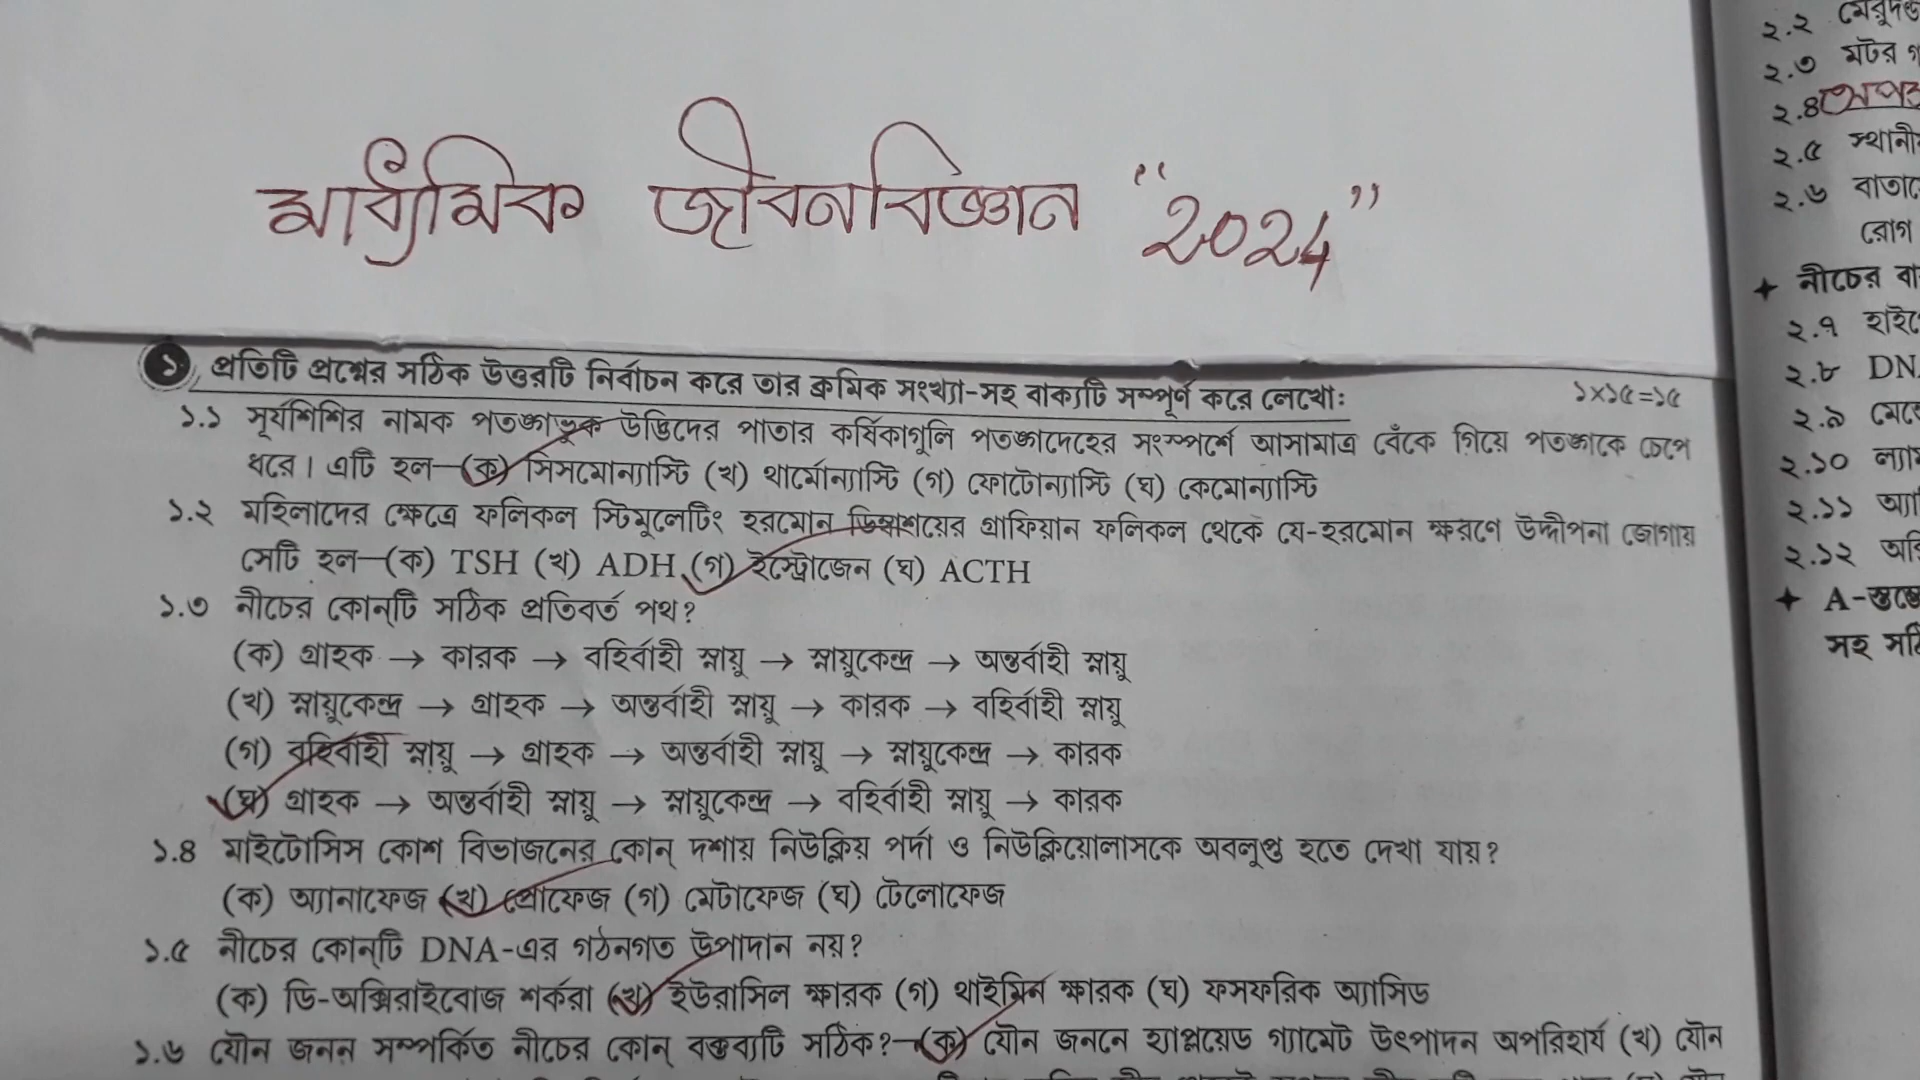 মাধ্যমিক জীবনবিজ্ঞান "2024"
১. প্রতিটি প্রশ্নের সঠিক উত্তরটি নির্বাচন করে তার ক্রমিক সংখ্যা-সহ বাক্যটি সম্পূর্ণ করে লেখো: ১×১৫=১৫
১.১ সূর্যশিশির নামক পতঙ্গভুক উদ্ভিদের পাতার কর্ষিকাগুলি পতঙ্গদেহের সংস্পর্শে আসামাত্র বেঁকে গিয়ে পতঙ্গকে চেপে
ধরে। এটি হল—(ক) সিসমোন্যাস্টি (খ) থার্মোন্যাস্টি (গ) ফোটোন্যাস্টি (ঘ) কেমোন্যাস্টি
১.২ মহিলাদের ক্ষেত্রে ফলিকল স্টিমুলেটিং হরমোন ডিম্বাশয়ের গ্রাফিয়ান ফলিকল থেকে যে-হরমোন ক্ষরণে উদ্দীপনা জোগায়
সেটি হল—(ক) TSH (খ) ADH (গ) ইস্ট্রোজেন (ঘ) ACTH
১.৩ নীচের কোন্‌টি সঠিক প্রতিবর্ত পথ?
(ক) গ্রাহক → কারক → বহির্বাহী স্নায়ু → স্নায়ুকেন্দ্র → অন্তর্বাহী স্নায়ু
(খ) স্নায়ুকেন্দ্র → গ্রাহক → অন্তর্বাহী স্নায়ু → কারক → বহির্বাহী স্নায়ু
(গ) বহির্বাহী স্নায়ু → গ্রাহক → অন্তর্বাহী স্নায়ু → স্নায়ুকেন্দ্র → কারক
(ঘ) গ্রাহক → অন্তর্বাহী স্নায়ু → স্নায়ুকেন্দ্র → বহির্বাহী স্নায়ু → কারক
১.৪ মাইটোসিস কোশ বিভাজনের কোন্ দশায় নিউক্লিয় পর্দা ও নিউক্লিয়োলাসকে অবলুপ্ত হতে দেখা যায়?
(ক) অ্যানাফেজ (খ) প্রোফেজ (গ) মেটাফেজ (ঘ) টেলোফেজ
১.৫ নীচের কোন্‌টি DNA-এর গঠনগত উপাদান নয়?
(ক) ডি-অক্সিরাইবোজ শর্করা (খ) ইউরাসিল ক্ষারক (গ) থাইমিন ক্ষারক (ঘ) ফসফরিক অ্যাসিড
১.৬ যৌন জনন সম্পর্কিত নীচের কোন্ বক্তব্যটি সঠিক?—(ক) যৌন জননে হ্যাপ্লয়েড গ্যামেট উৎপাদন অপরিহার্য (খ) যৌন
২.২
২.৩ মটর
২.৪
২.৫
২.৬
রোগ
✦ নীচের
২.৭
২.৮
২.৯
২.১০
২.১১
২.১২
✦
সহ